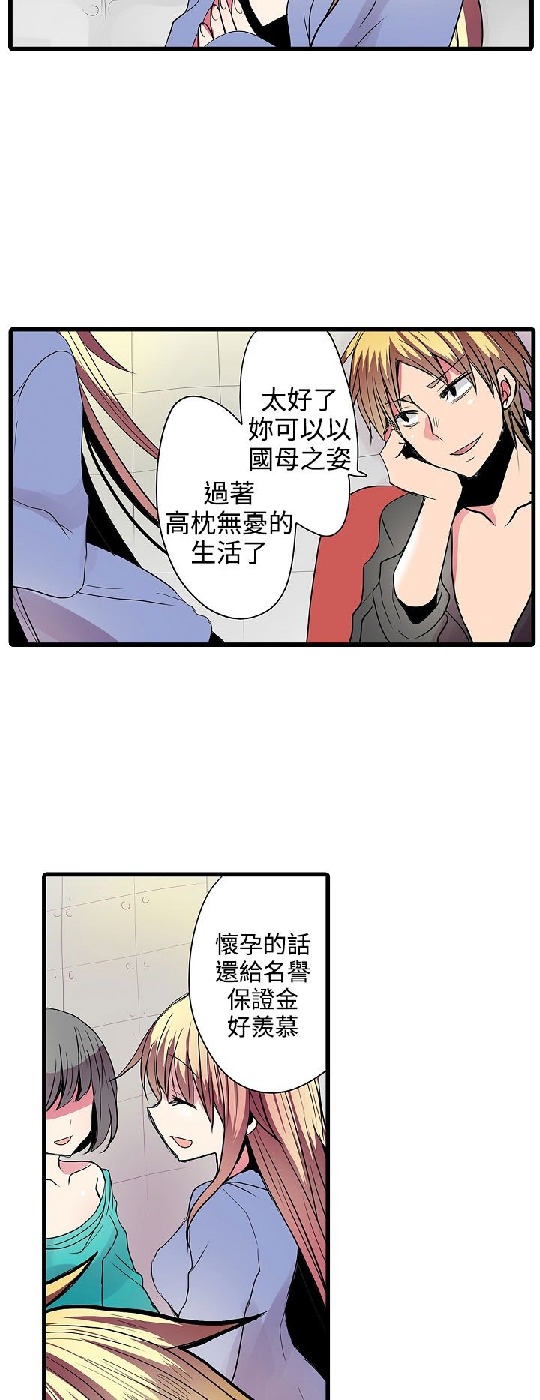 太好了
妳可以以
國母之姿
過著
高枕無憂的
生活了
懷孕的話
還給名譽
保證金
好羨慕